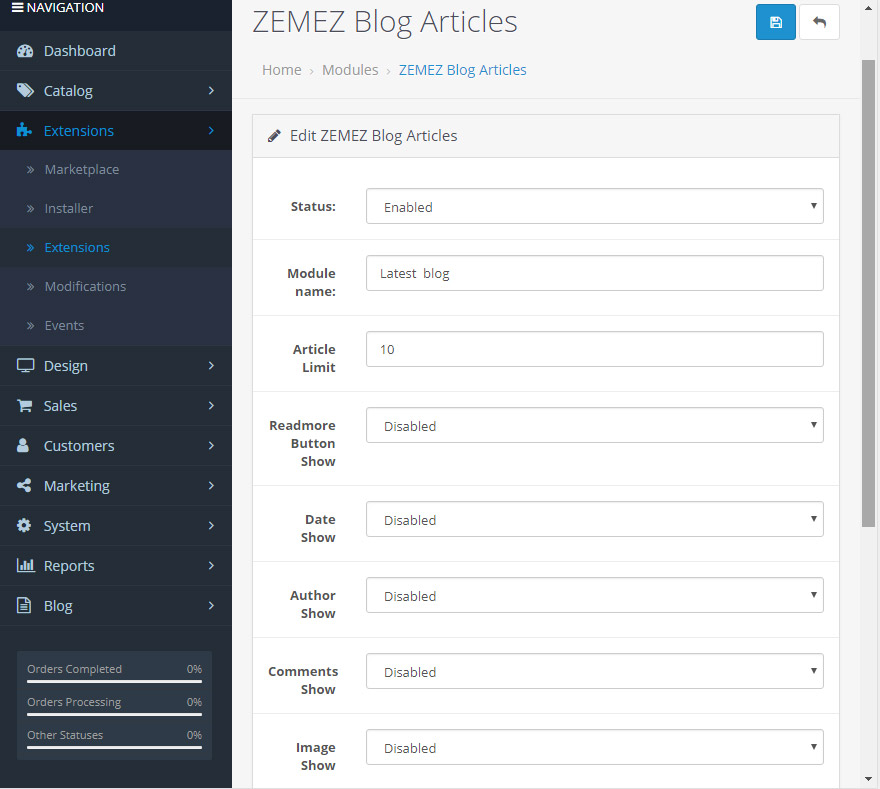 NAVIGATION
Dashboard
Catalog
Extensions
Marketplace
Installer
Extensions
Modifications
Events
Design
Sales
Customers
Marketing
System
Reports
Blog
Orders Completed 0%
Orders Processing 0%
Other Statuses 0%
ZEMEZ Blog Articles
Home › Modules › ZEMEZ Blog Articles
Edit ZEMEZ Blog Articles
Status: Enabled
Module
name:
Latest blog
Article
Limit
10
Readmore
Button
Show
Disabled
Date
Show
Disabled
Author
Show
Disabled
Comments
Show
Disabled
Image
Show
Disabled